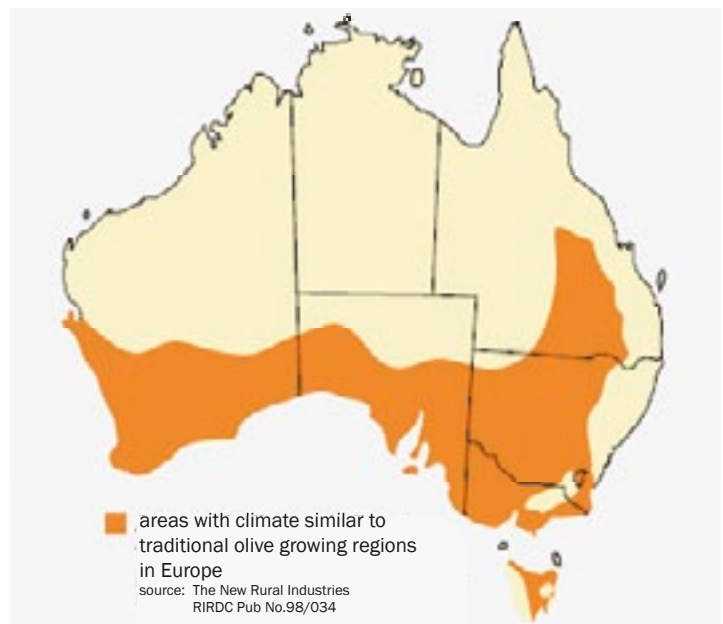 areas with climate similar to
traditional olive growing regions
in Europe
source: The New Rural Industries
RIRDC Pub No.98/034